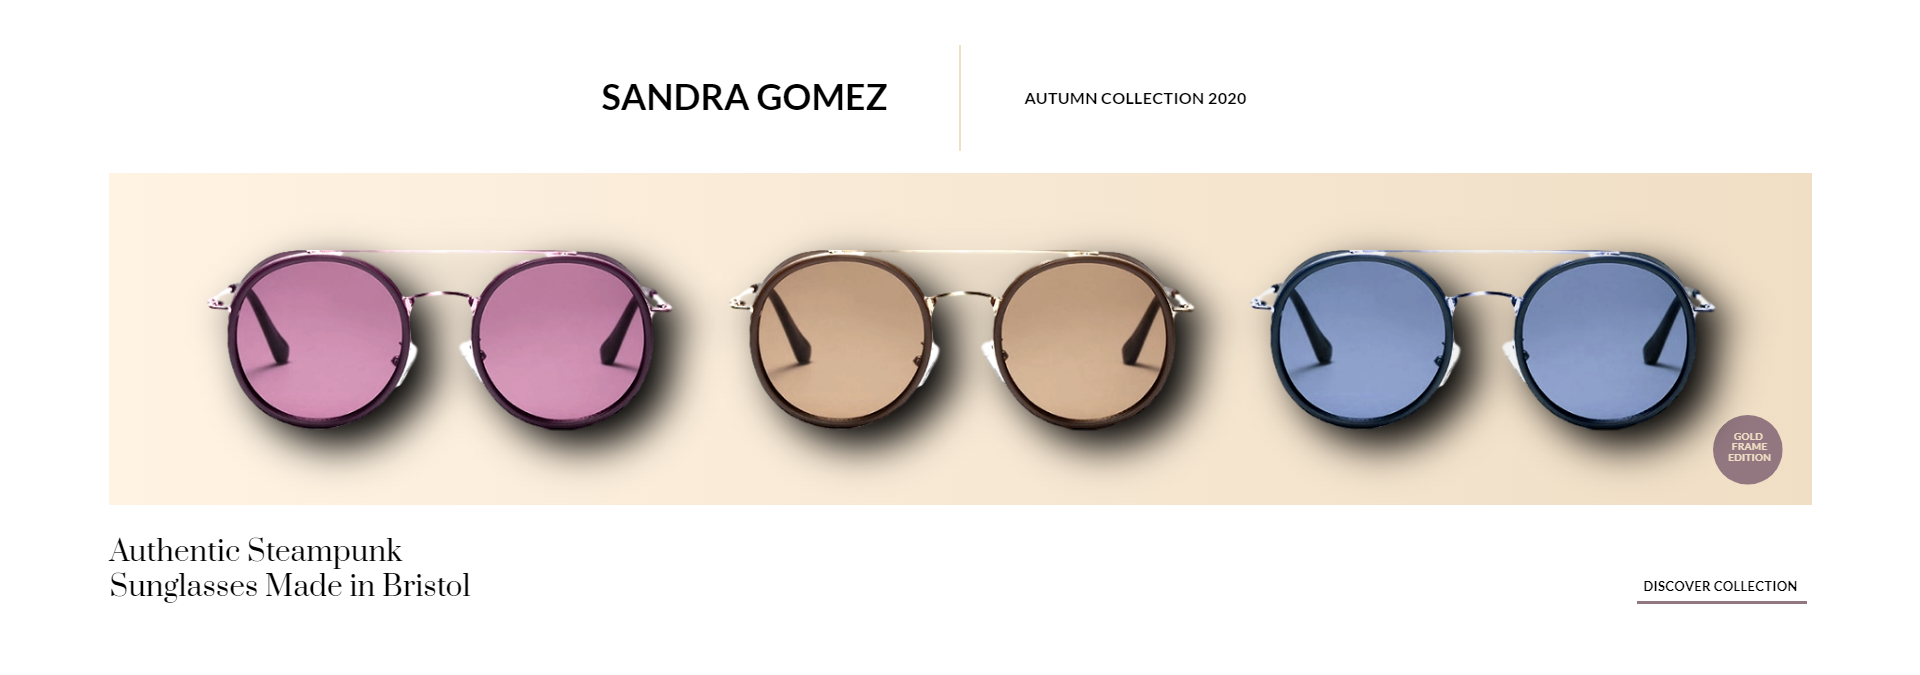 SANDRA GOMEZ
AUTUMN COLLECTION 2020
GOLD
FRAME
EDITION
Authentic Steampunk
Sunglasses Made in Bristol
DISCOVER COLLECTION